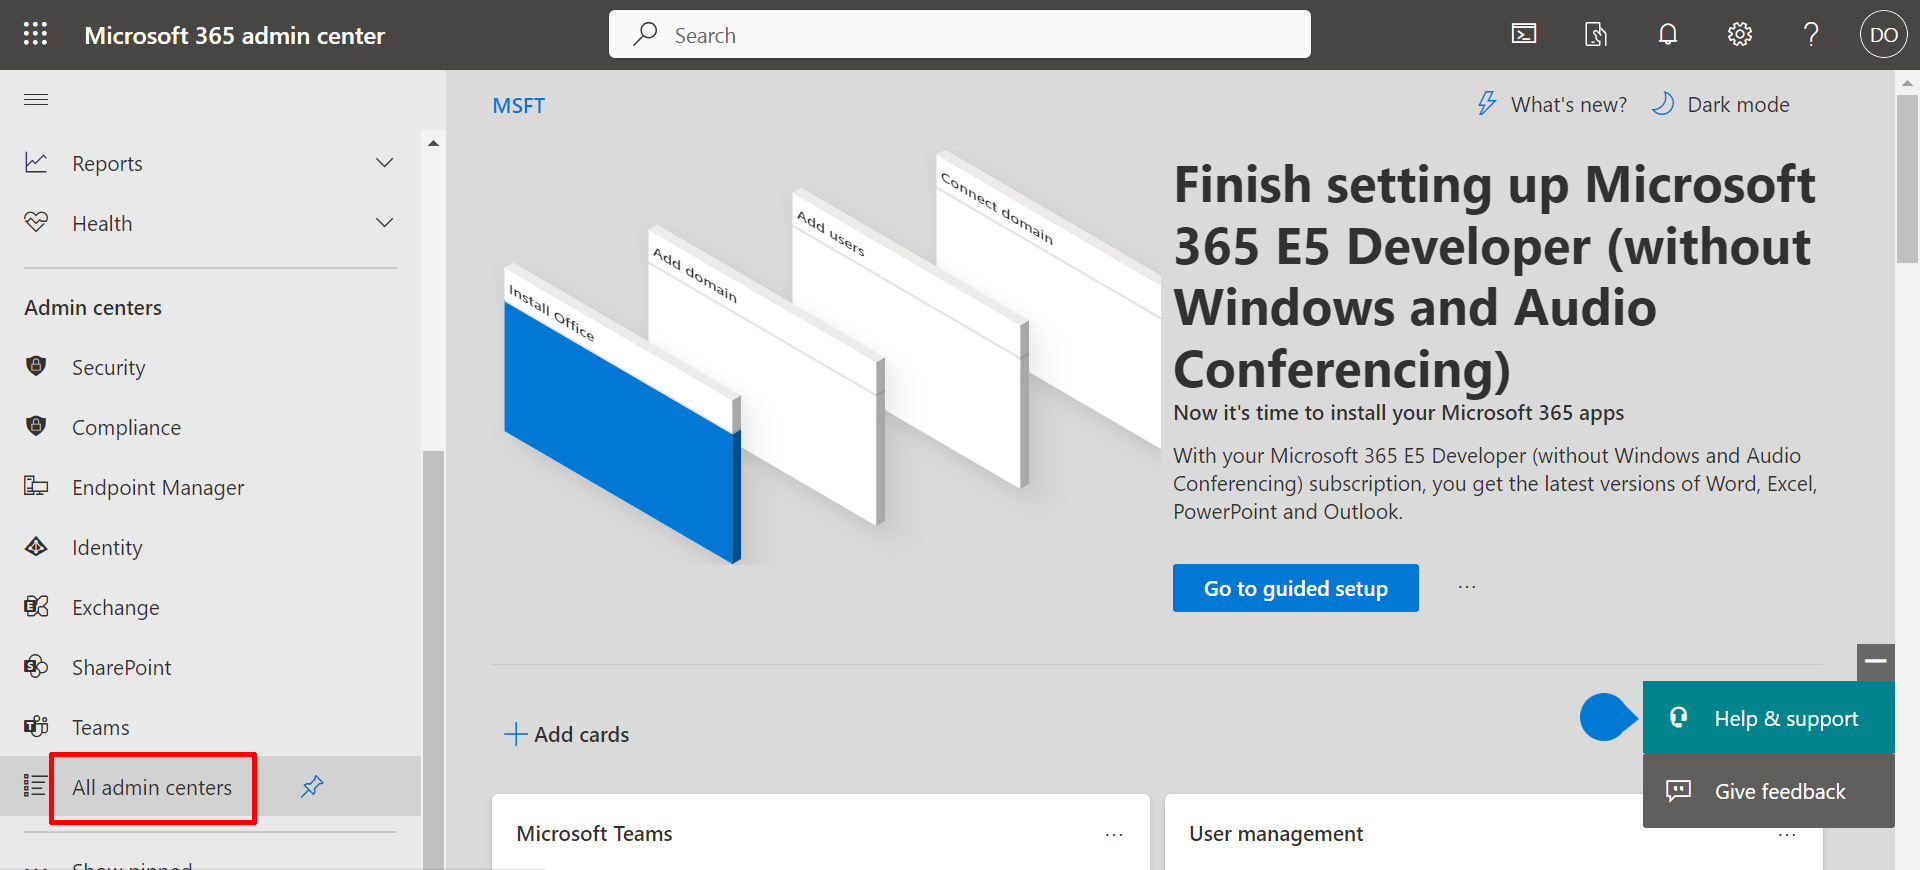 Microsoft 365 admin center
Search
DO
Reports
Health
Admin centers
Security
Compliance
Endpoint Manager
Identity
Exchange
SharePoint
Teams
All admin centers
Show pinned
MSFT
What's new?
Dark mode
Install Office
Add domain
Add users
Connect domain
Finish setting up Microsoft
365 E5 Developer (without
Windows and Audio
Conferencing)
Now it's time to install your Microsoft 365 apps
With your Microsoft 365 E5 Developer (without Windows and Audio
Conferencing) subscription, you get the latest versions of Word, Excel,
PowerPoint and Outlook.
Go to guided setup
Add cards
Help & support
Give feedback
Microsoft Teams
User management